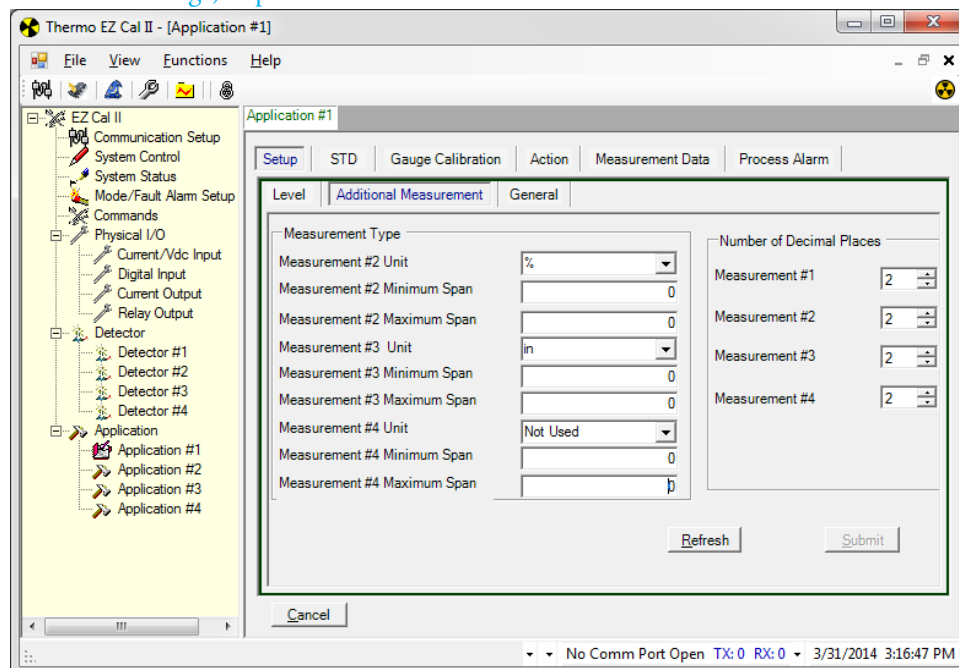 Thermo EZ Cal II - [Application #1]
File View Functions Help
EZ Cal II
Communication Setup
System Control
System Status
Mode/Fault Alarm Setup
Commands
Physical I/O
Current/Vdc Input
Digital Input
Current Output
Relay Output
Detector
Detector #1
Detector #2
Detector #3
Detector #4
Application
Application #1
Application #2
Application #3
Application #4
Application #1
Setup STD Gauge Calibration Action Measurement Data Process Alarm
Level Additional Measurement General
Measurement Type
Measurement #2 Unit %
Measurement #2 Minimum Span 0
Measurement #2 Maximum Span 0
Measurement #3 Unit in
Measurement #3 Minimum Span 0
Measurement #3 Maximum Span 0
Measurement #4 Unit Not Used
Measurement #4 Minimum Span 0
Measurement #4 Maximum Span 0
Number of Decimal Places
Measurement #1 2
Measurement #2 2
Measurement #3 2
Measurement #4 2
Refresh Submit
Cancel
No Comm Port Open TX: 0 RX: 0 3/31/2014 3:16:47 PM